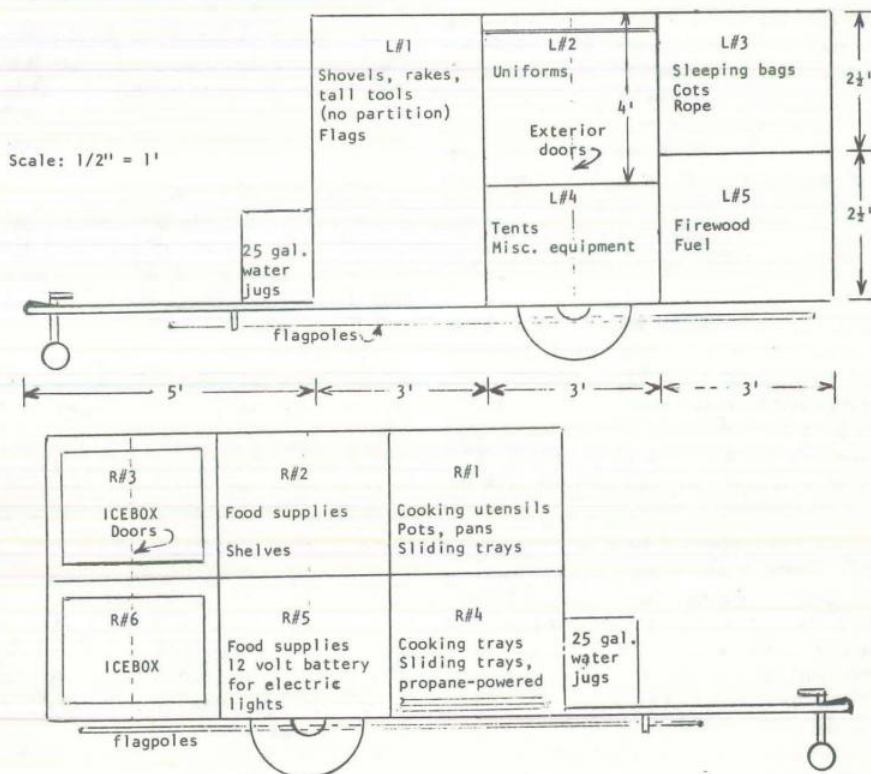 L#1
Shovels, rakes,
tall tools
(no partition)
Flags
L#2
Uniforms
4'
Exterior
doors
L#3
Sleeping bags
Cots
Rope
2½'
Scale: 1/2" = 1'
25 gal.
water
jugs
L#4
Tents
Misc. equipment
L#5
Firewood
Fuel
2½'
flagpoles
5'
3'
3'
3'
R#3
ICEBOX
Doors
R#2
Food supplies
Shelves
R#1
Cooking utensils
Pots, pans
Sliding trays
R#6
ICEBOX
R#5
Food supplies
12 volt battery
for electric
lights
R#4
Cooking trays
Sliding trays,
propane-powered
25 gal.
water
jugs
flagpoles